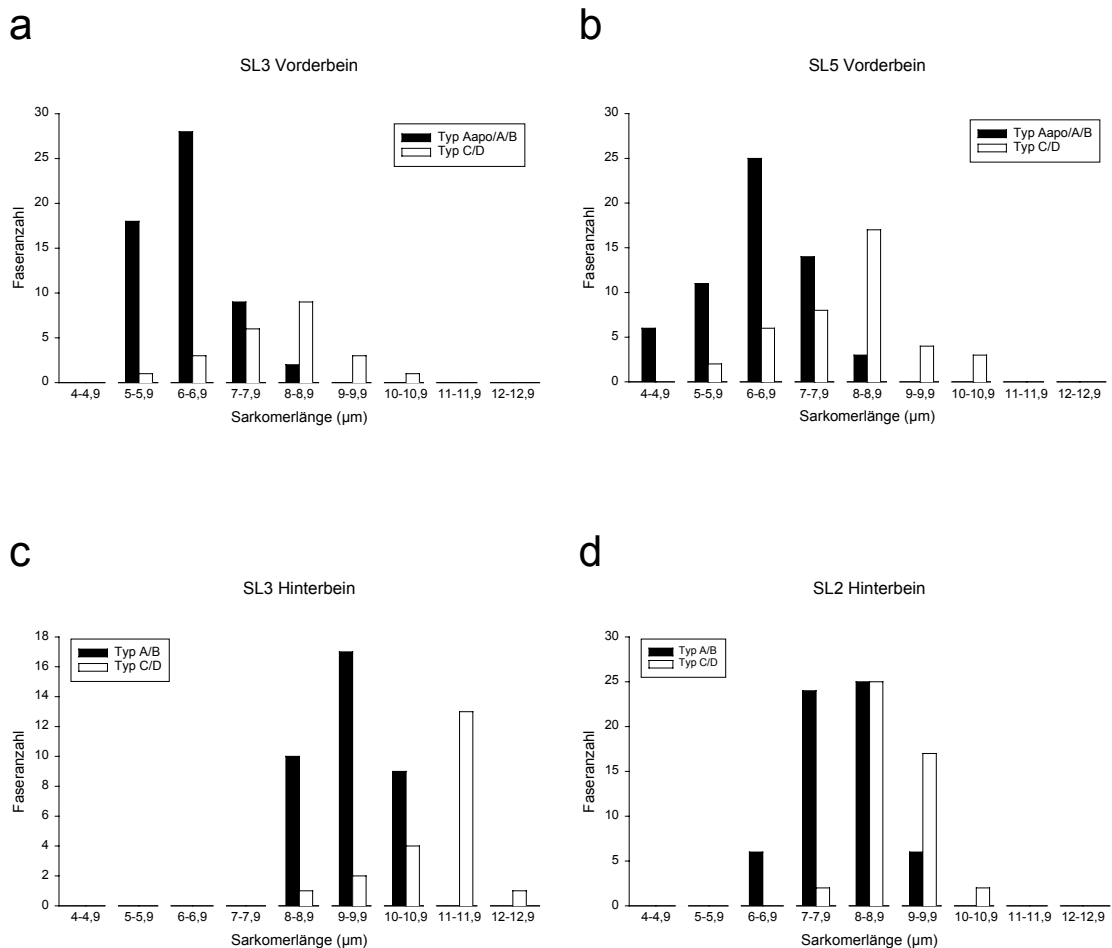 a
SL3 Vorderbein
30
25
20
15
10
5
0
Faseranzahl
Typ Aapo/A/B
Typ C/D
4-4,9 5-5,9 6-6,9 7-7,9 8-8,9 9-9,9 10-10,9 11-11,9 12-12,9
Sarkomerlänge (µm)
b
SL5 Vorderbein
30
25
20
15
10
5
0
Faseranzahl
Typ Aapo/A/B
Typ C/D
4-4,9 5-5,9 6-6,9 7-7,9 8-8,9 9-9,9 10-10,9 11-11,9 12-12,9
Sarkomerlänge (µm)
c
SL3 Hinterbein
18
16
14
12
10
8
6
4
2
0
Faseranzahl
Typ A/B
Typ C/D
4-4,9 5-5,9 6-6,9 7-7,9 8-8,9 9-9,9 10-10,9 11-11,9 12-12,9
Sarkomerlänge (µm)
d
SL2 Hinterbein
30
25
20
15
10
5
0
Faseranzahl
Typ A/B
Typ C/D
4-4,9 5-5,9 6-6,9 7-7,9 8-8,9 9-9,9 10-10,9 11-11,9 12-12,9
Sarkomerlänge (µm)